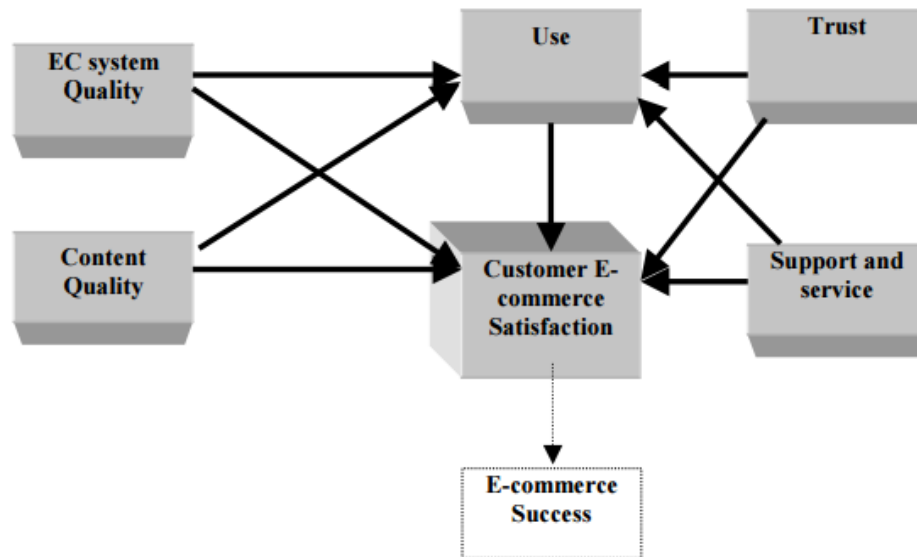 EC system
Quality
Use
Trust
Content
Quality
Customer E-
commerce
Satisfaction
Support and
service
E-commerce
Success